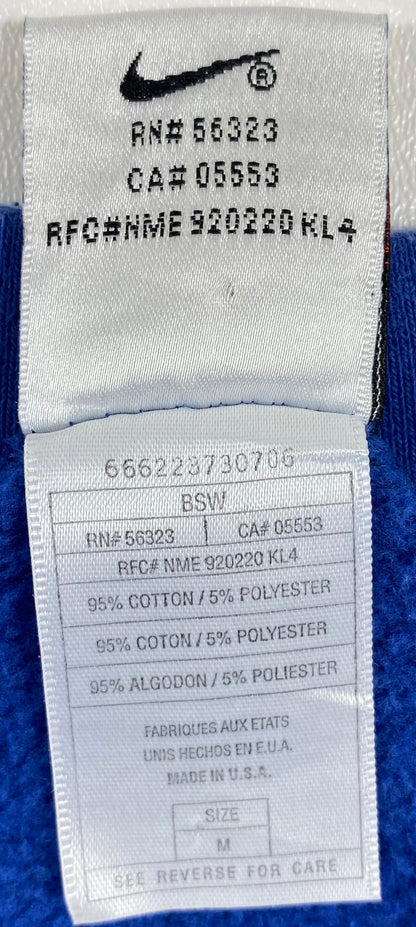 ®
RN# 56323
CA# 05553
RFC#NME 920220 KL4
666223730706
BSW
RN# 56323 CA# 05553
RFC# NME 920220 KL4
95% COTTON / 5% POLYESTER
95% COTON / 5% POLYESTER
95% ALGODON / 5% POLIESTER
FABRIQUES AUX ETATS
UNIS HECHOS EN E.U.A.
MADE IN U.S.A.
SIZE
M
SEE REVERSE FOR CARE